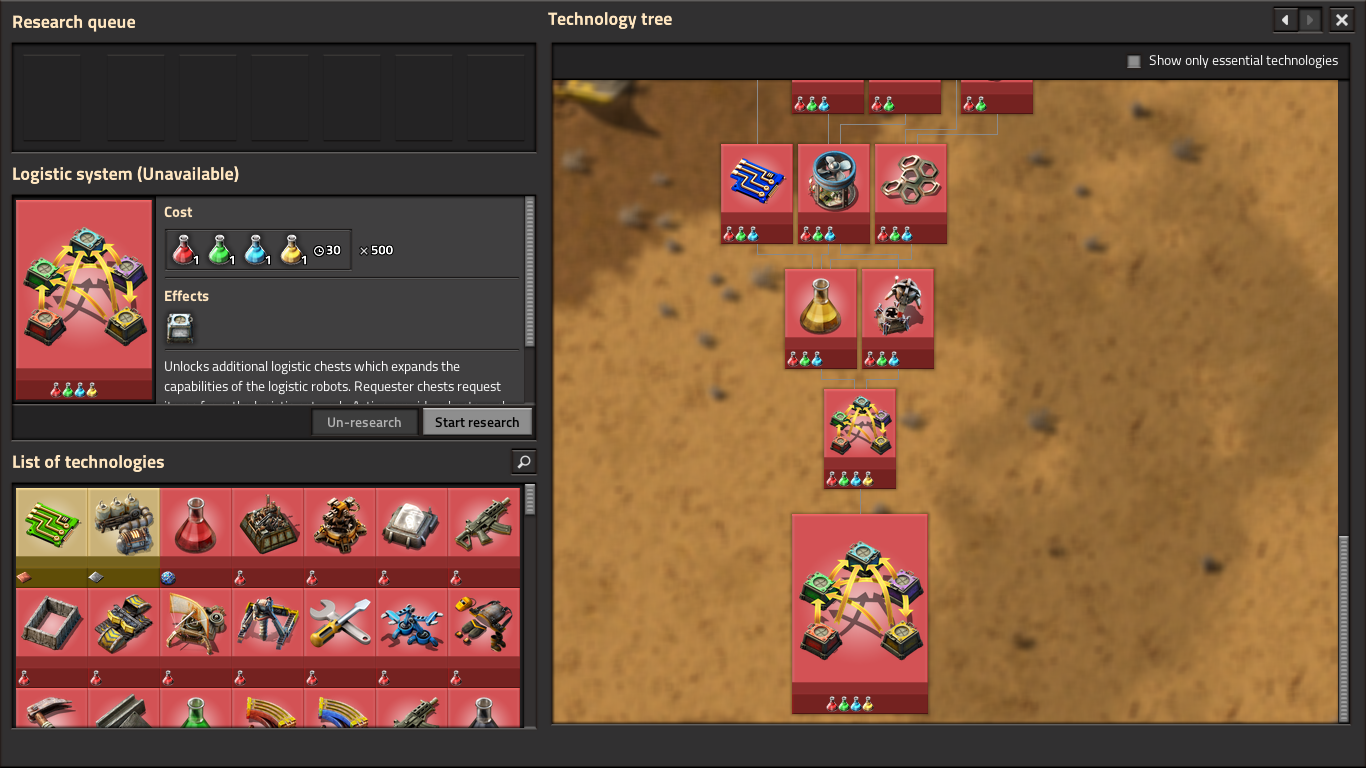 Research queue
Technology tree
Show only essential technologies
Logistic system (Unavailable)
Cost
1 1 1 1 30 × 500
Effects
Unlocks additional logistic chests which expands the
capabilities of the logistic robots. Requester chests request
Un-research Start research
List of technologies